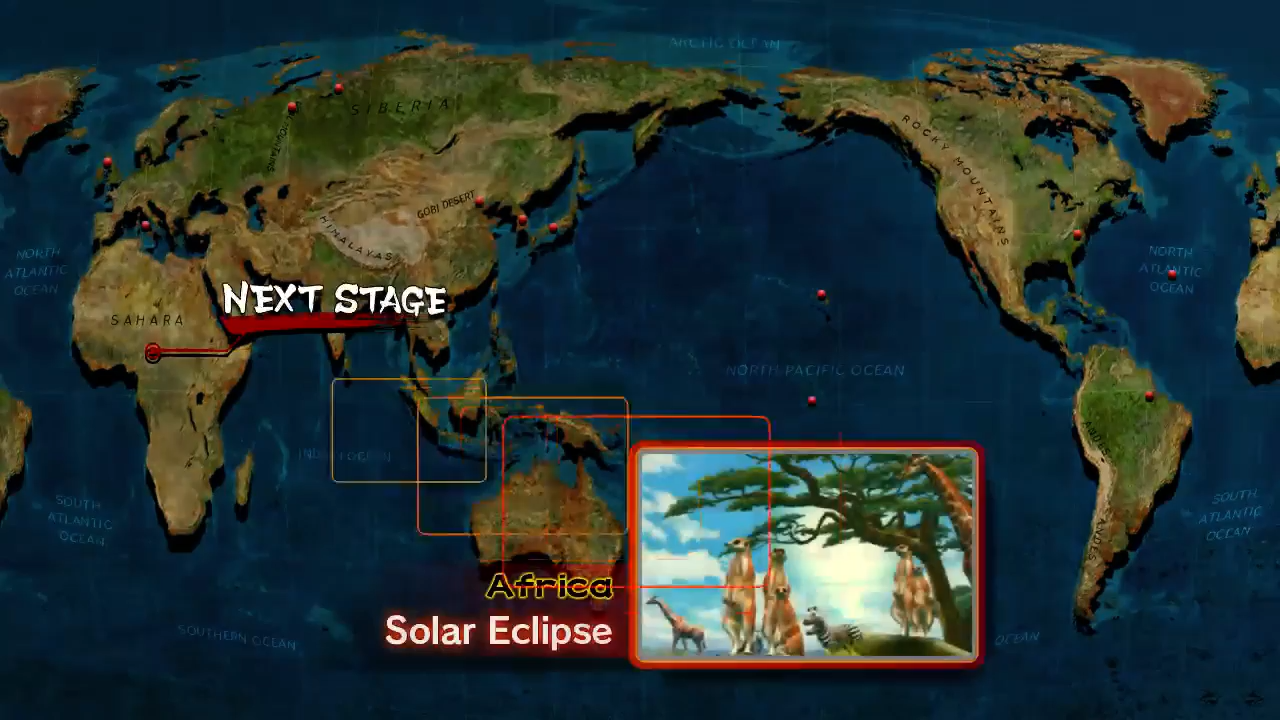 ARCTIC OCEAN
SIBERIA
ROCKY MOUNTAINS
GOBI DESERT
HIMALAYAS
NORTH
ATLANTIC
OCEAN
NORTH
ATLANTIC
OCEAN
NEXT STAGE
SAHARA
NORTH PACIFIC OCEAN
INDIAN OCEAN
SOUTH
ATLANTIC
OCEAN
SOUTH
ATLANTIC
OCEAN
ANDES
Africa
Solar Eclipse
SOUTHERN OCEAN
OCEAN